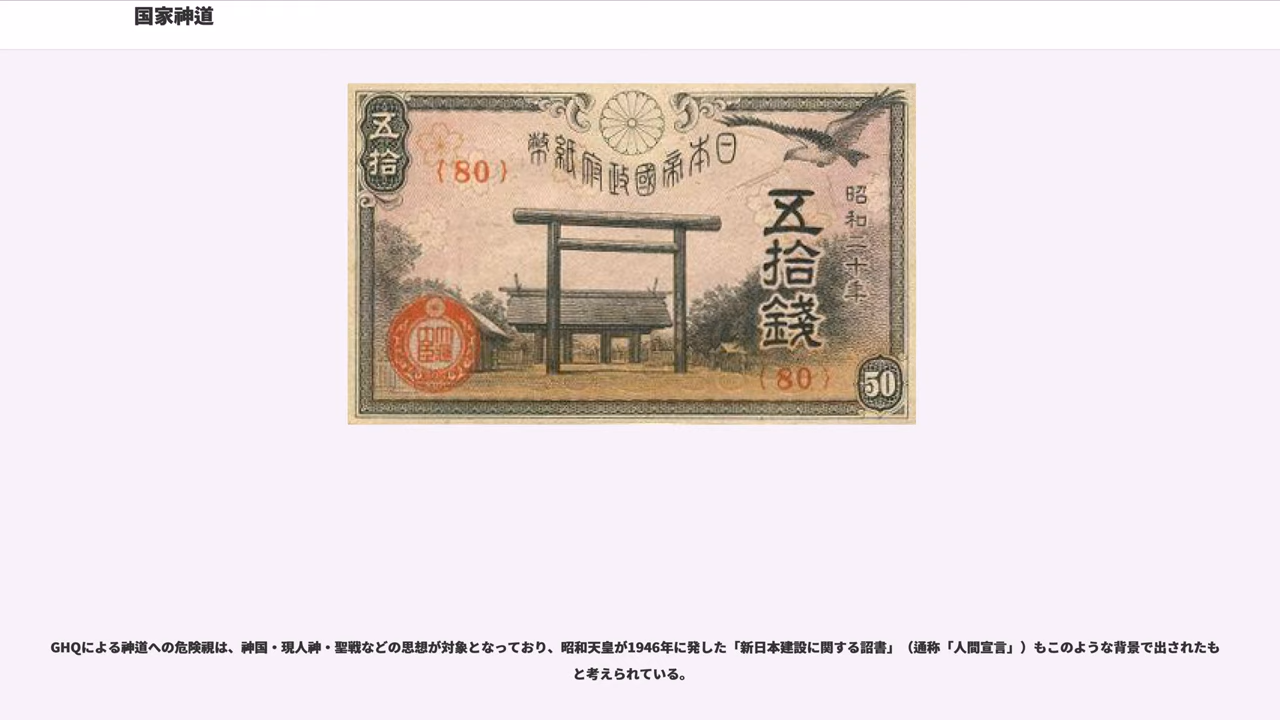 国家神道
五拾
日本帝國政府紙幣
{80}
五拾錢
昭和二十年
大藏大臣
{80}
50
GHQによる神道への危険視は、神国・現人神・聖戦などの思想が対象となっており、昭和天皇が1946年に発した「新日本建設に関する詔書」（通称「人間宣言」）もこのような背景で出されたも
と考えられている。